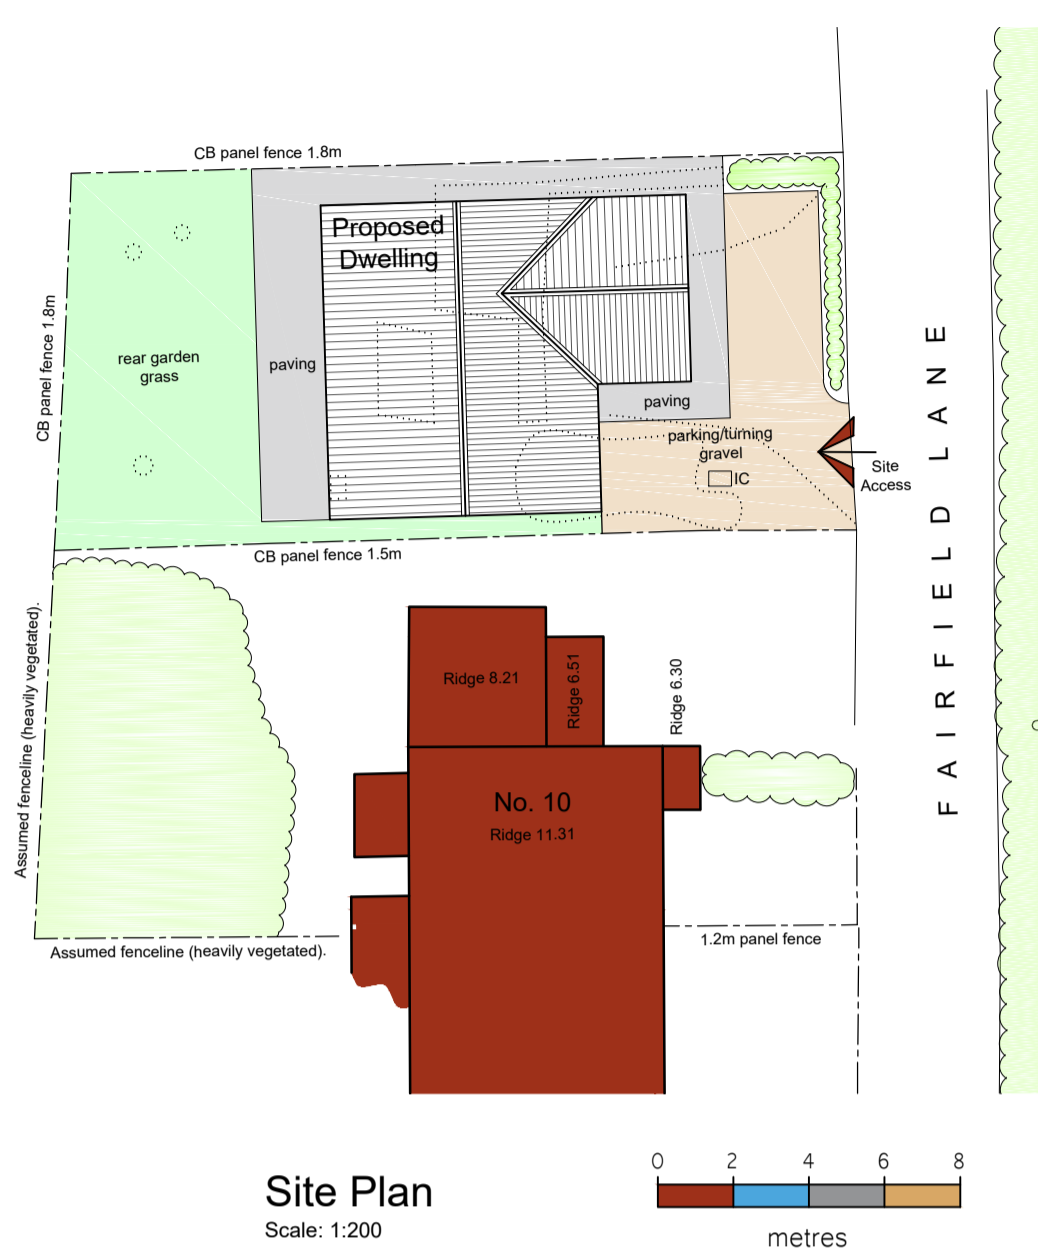 CB panel fence 1.8m
Proposed
Dwelling
CB panel fence 1.8m
rear garden
grass
paving
paving
parking/turning
gravel
IC
Site
Access
FAIRFIELD LANE
CB panel fence 1.5m
Assumed fenceline (heavily vegetated).
Ridge 8.21
Ridge 6.51
Ridge 6.30
No. 10
Ridge 11.31
Assumed fenceline (heavily vegetated).
1.2m panel fence
Site Plan
Scale: 1:200
0 2 4 6 8
metres